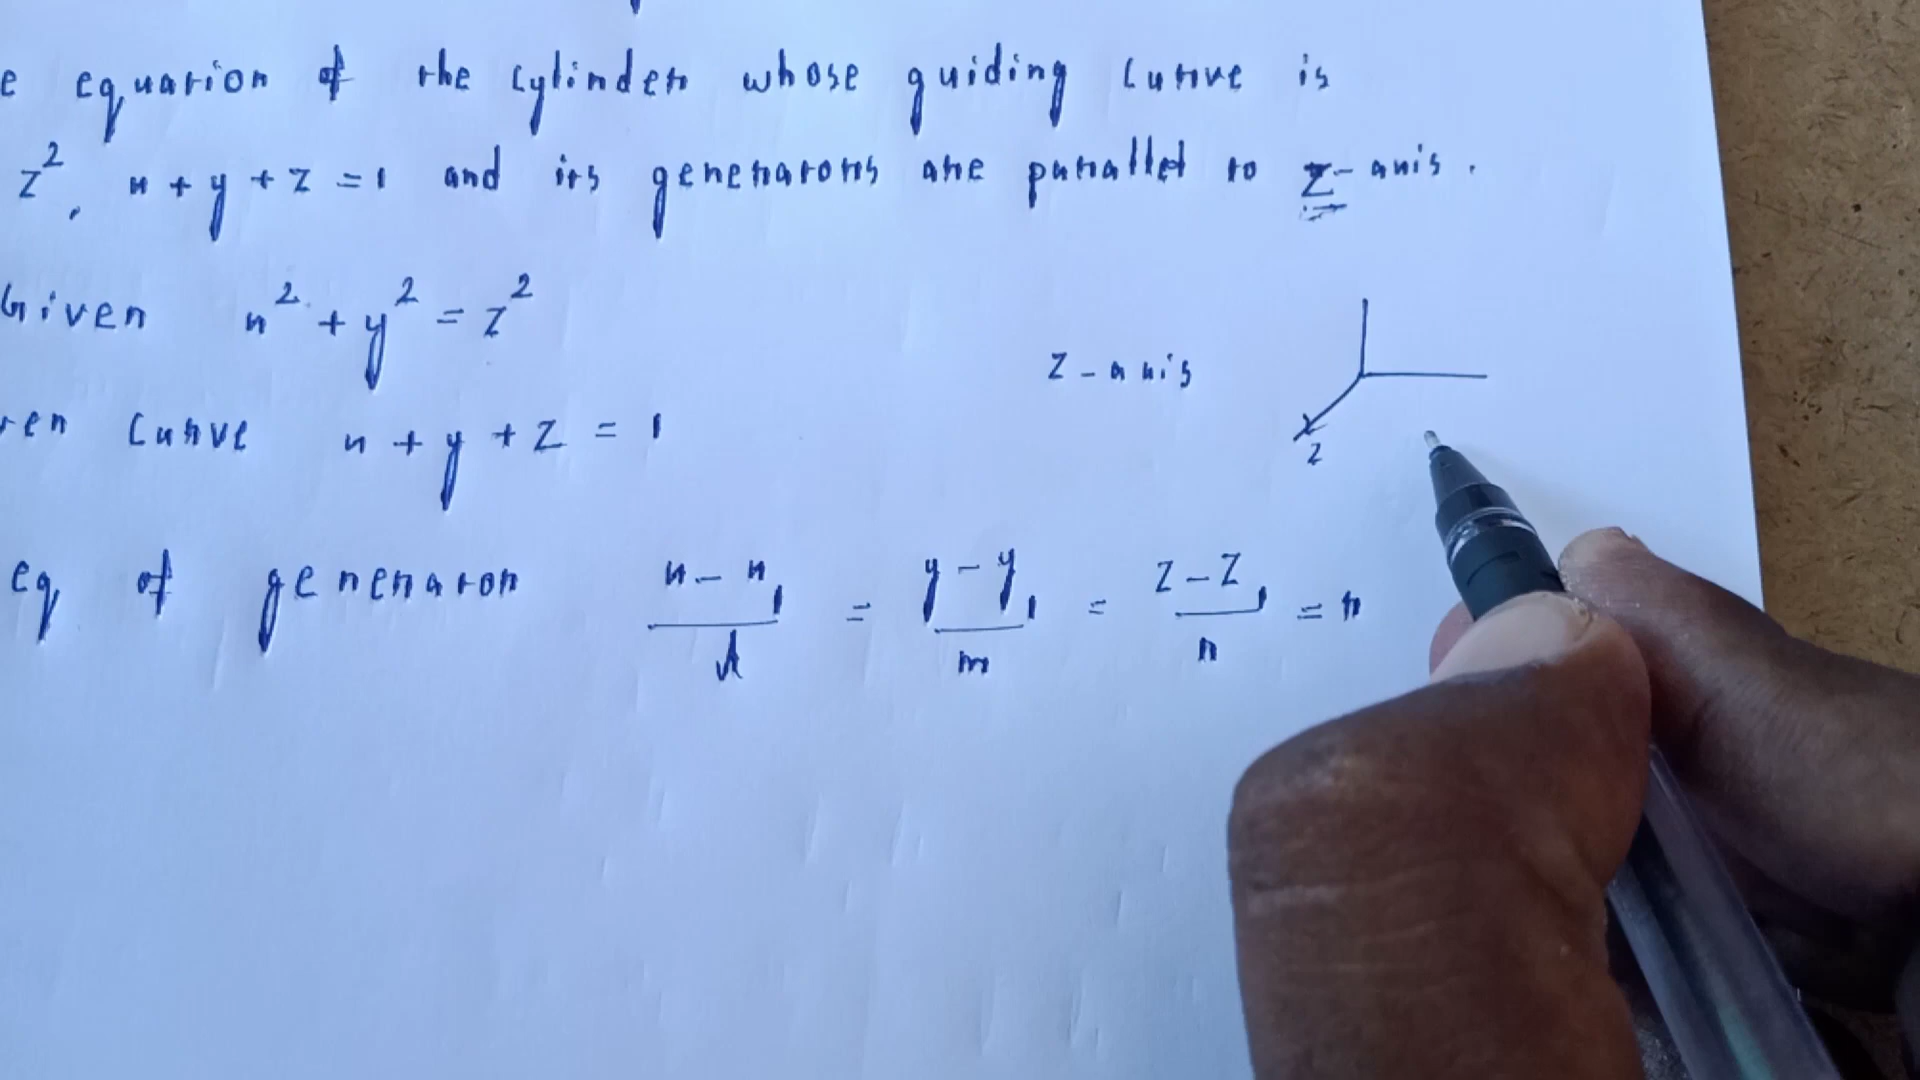 e equation of the cylinder whose guiding curve is
z², x + y + z = 1 and its generators are parallel to z-axis.
Given x² + y² = z²
z-axis
z
ren curve x + y + z = 1
eq of generator (x - x₁)/l = (y - y₁)/m = (z - z₁)/n = r